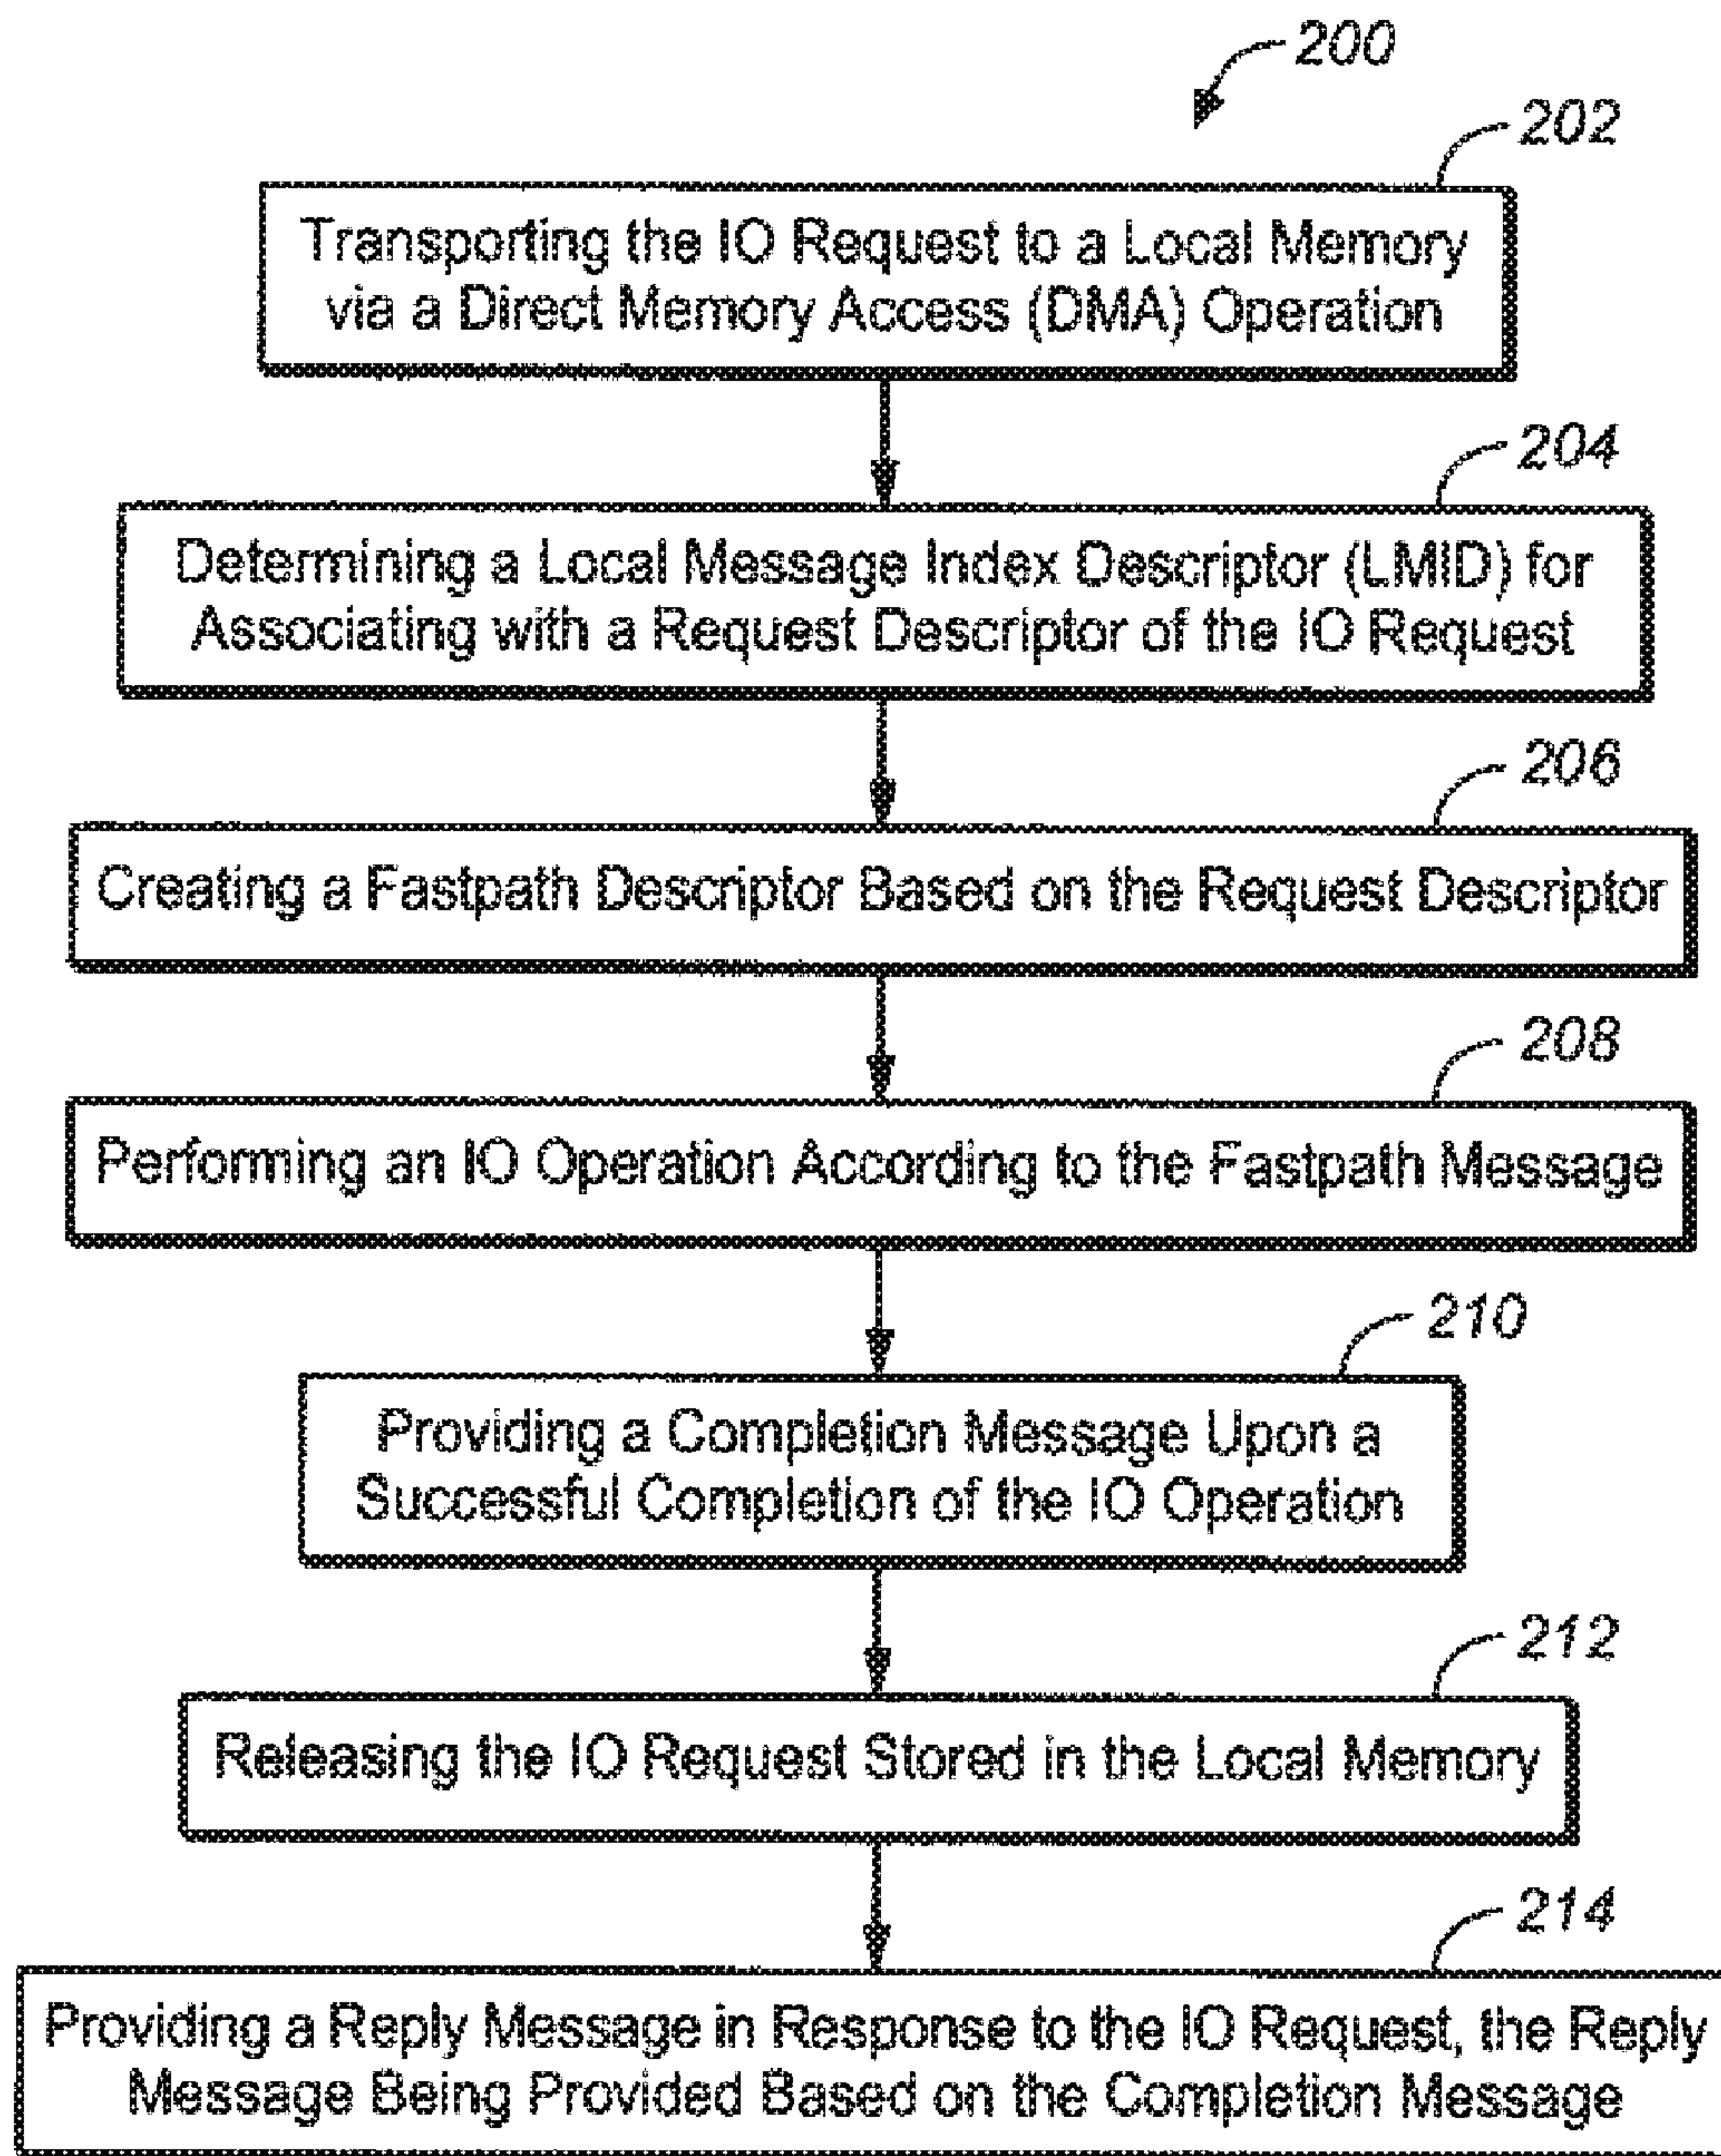 200
202
Transporting the IO Request to a Local Memory
via a Direct Memory Access (DMA) Operation
204
Determining a Local Message Index Descriptor (LMID) for
Associating with a Request Descriptor of the IO Request
206
Creating a Fastpath Descriptor Based on the Request Descriptor
208
Performing an IO Operation According to the Fastpath Message
210
Providing a Completion Message Upon a
Successful Completion of the IO Operation
212
Releasing the IO Request Stored in the Local Memory
214
Providing a Reply Message in Response to the IO Request, the Reply
Message Being Provided Based on the Completion Message